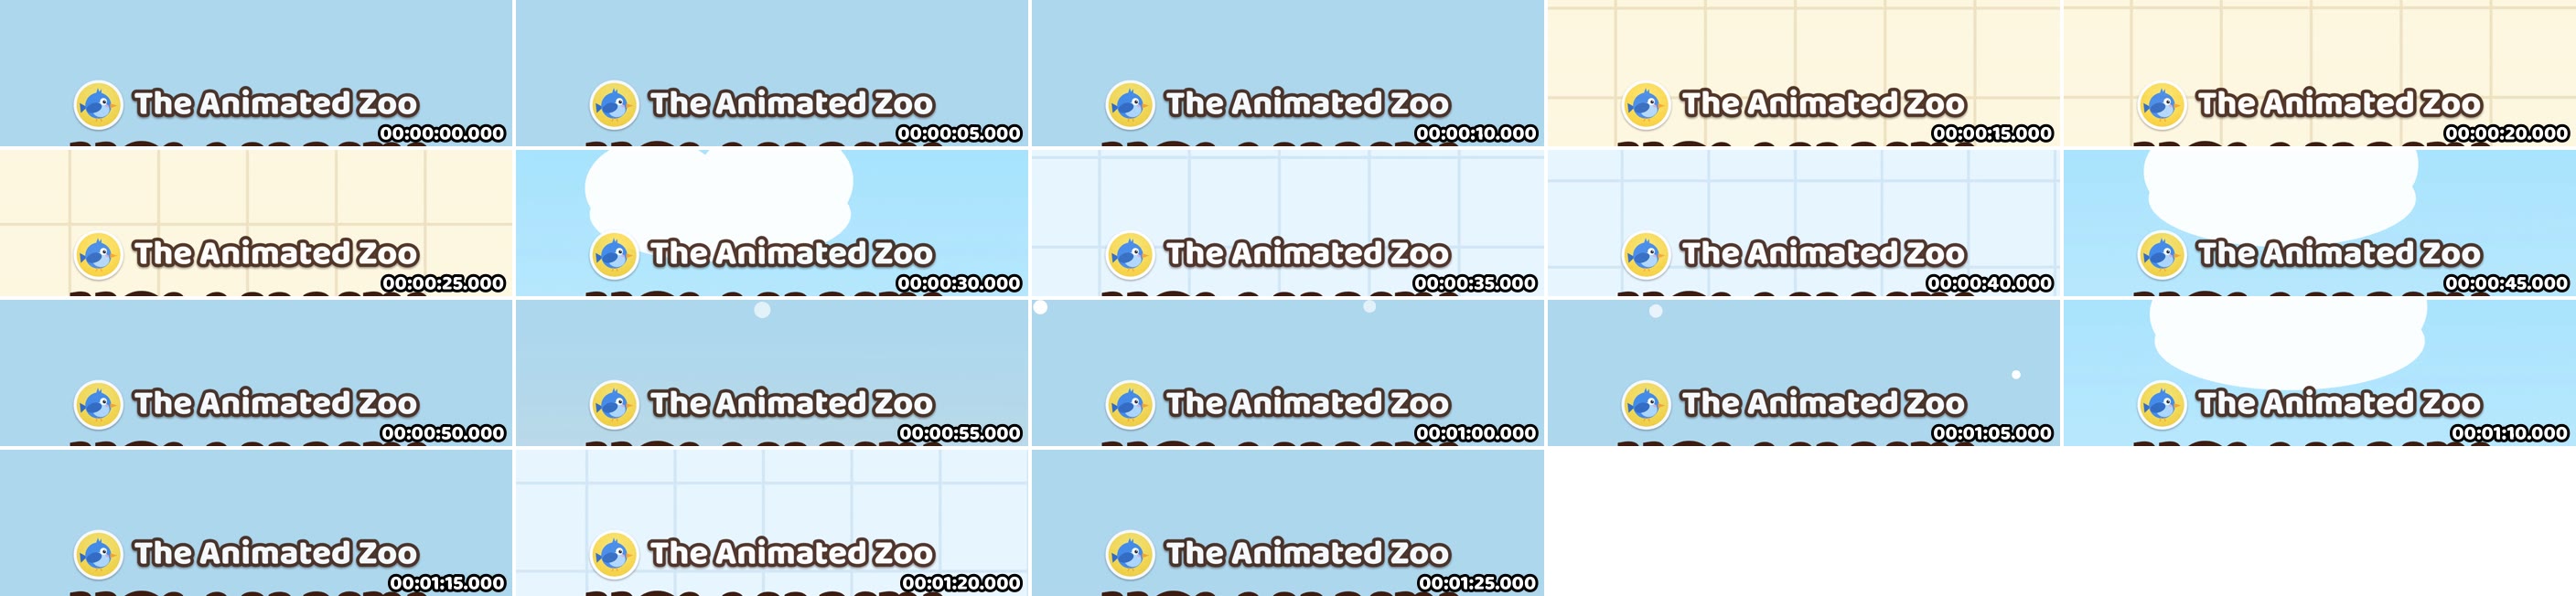 The Animated Zoo
00:00:00.000
The Animated Zoo
00:00:05.000
The Animated Zoo
00:00:10.000
The Animated Zoo
00:00:15.000
The Animated Zoo
00:00:20.000
The Animated Zoo
00:00:25.000
The Animated Zoo
00:00:30.000
The Animated Zoo
00:00:35.000
The Animated Zoo
00:00:40.000
The Animated Zoo
00:00:45.000
The Animated Zoo
00:00:50.000
The Animated Zoo
00:00:55.000
The Animated Zoo
00:01:00.000
The Animated Zoo
00:01:05.000
The Animated Zoo
00:01:10.000
The Animated Zoo
00:01:15.000
The Animated Zoo
00:01:20.000
The Animated Zoo
00:01:25.000